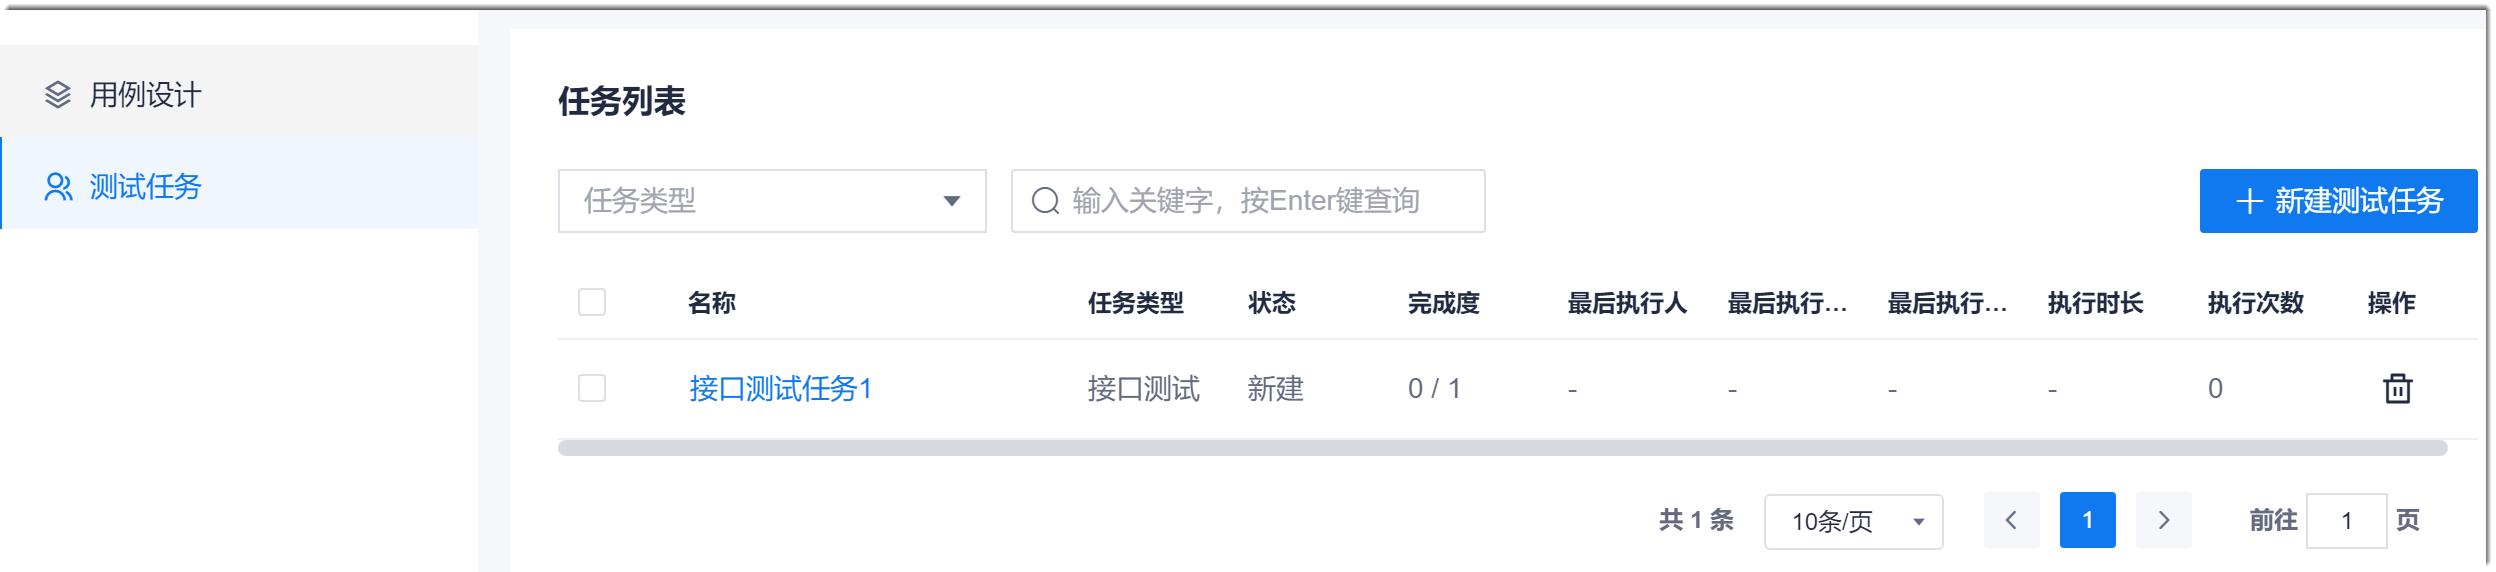 用例设计
测试任务
任务列表
任务类型
输入关键字，按Enter键查询
新建测试任务
名称 任务类型 状态 完成度 最后执行人 最后执行... 最后执行... 执行时长 执行次数 操作
接口测试任务1 接口测试 新建 0 / 1 - - - - 0
共 1 条 10条/页 1 前往 1 页